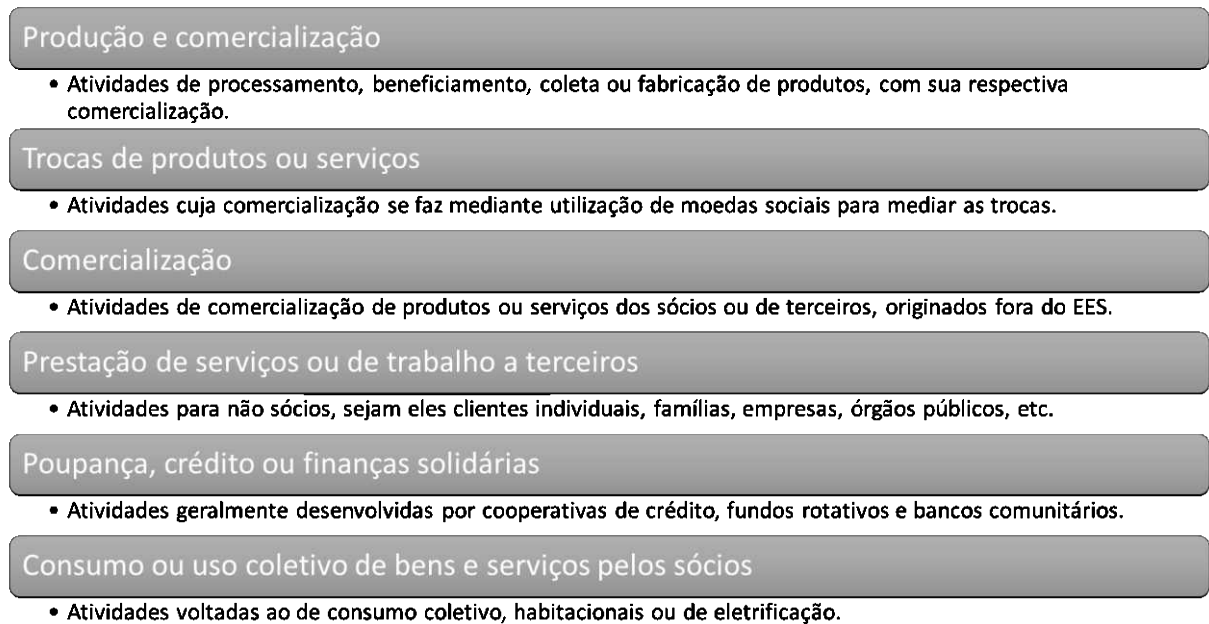 Produção e comercialização
• Atividades de processamento, beneficiamento, coleta ou fabricação de produtos, com sua respectiva
comercialização.
Trocas de produtos ou serviços
• Atividades cuja comercialização se faz mediante utilização de moedas sociais para mediar as trocas.
Comercialização
• Atividades de comercialização de produtos ou serviços dos sócios ou de terceiros, originados fora do EES.
Prestação de serviços ou de trabalho a terceiros
• Atividades para não sócios, sejam eles clientes individuais, famílias, empresas, órgãos públicos, etc.
Poupança, crédito ou finanças solidárias
• Atividades geralmente desenvolvidas por cooperativas de crédito, fundos rotativos e bancos comunitários.
Consumo ou uso coletivo de bens e serviços pelos sócios
• Atividades voltadas ao de consumo coletivo, habitacionais ou de eletrificação.